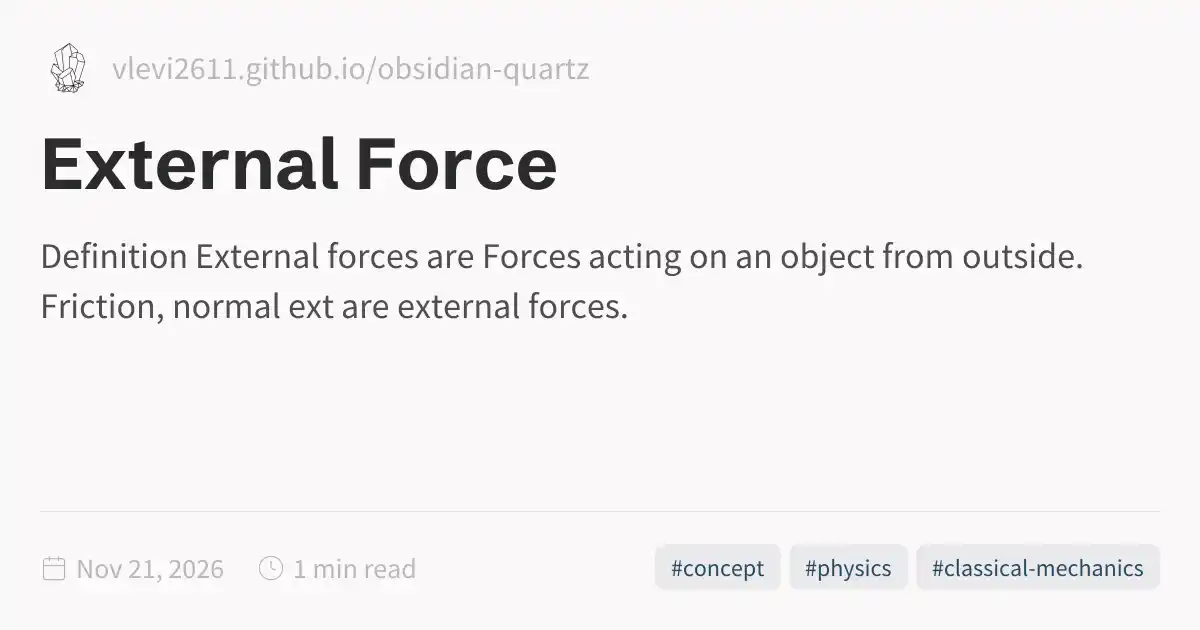 vlevi2611.github.io/obsidian-quartz
External Force
Definition External forces are Forces acting on an object from outside.
Friction, normal ext are external forces.
Nov 21, 2026 1 min read #concept #physics #classical-mechanics